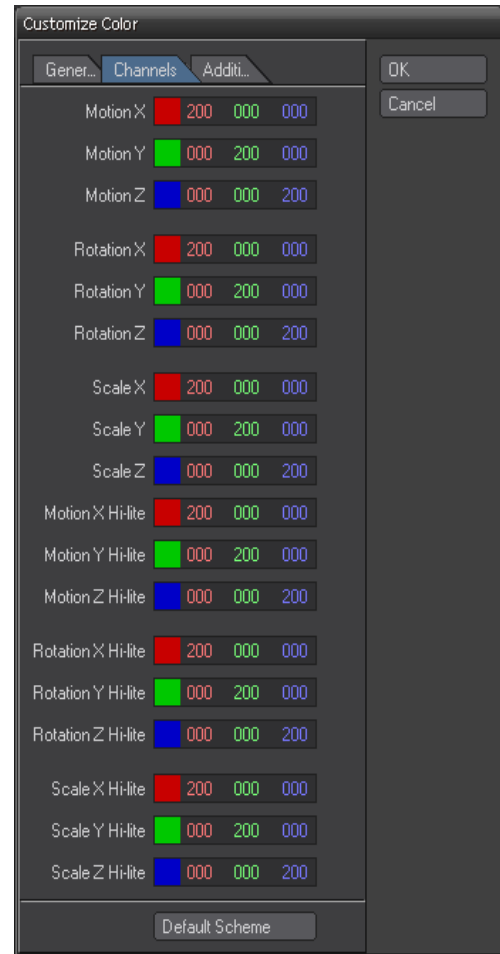 Customize Color
Gener... Channels Additi...
OK
Cancel
Motion X 200 000 000
Motion Y 000 200 000
Motion Z 000 000 200
Rotation X 200 000 000
Rotation Y 000 200 000
Rotation Z 000 000 200
Scale X 200 000 000
Scale Y 000 200 000
Scale Z 000 000 200
Motion X Hi-lite 200 000 000
Motion Y Hi-lite 000 200 000
Motion Z Hi-lite 000 000 200
Rotation X Hi-lite 200 000 000
Rotation Y Hi-lite 000 200 000
Rotation Z Hi-lite 000 000 200
Scale X Hi-lite 200 000 000
Scale Y Hi-lite 000 200 000
Scale Z Hi-lite 000 000 200
Default Scheme